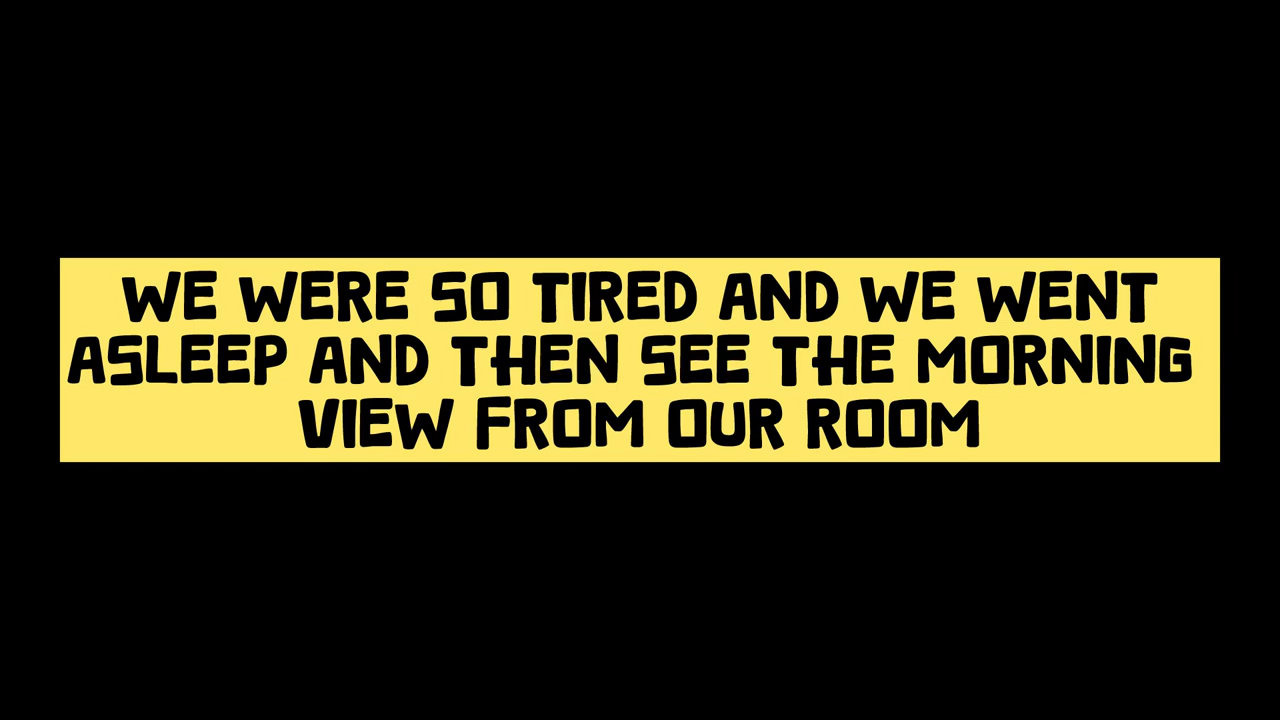 WE WERE SO TIRED AND WE WENT
ASLEEP AND THEN SEE THE MORNING
VIEW FROM OUR ROOM